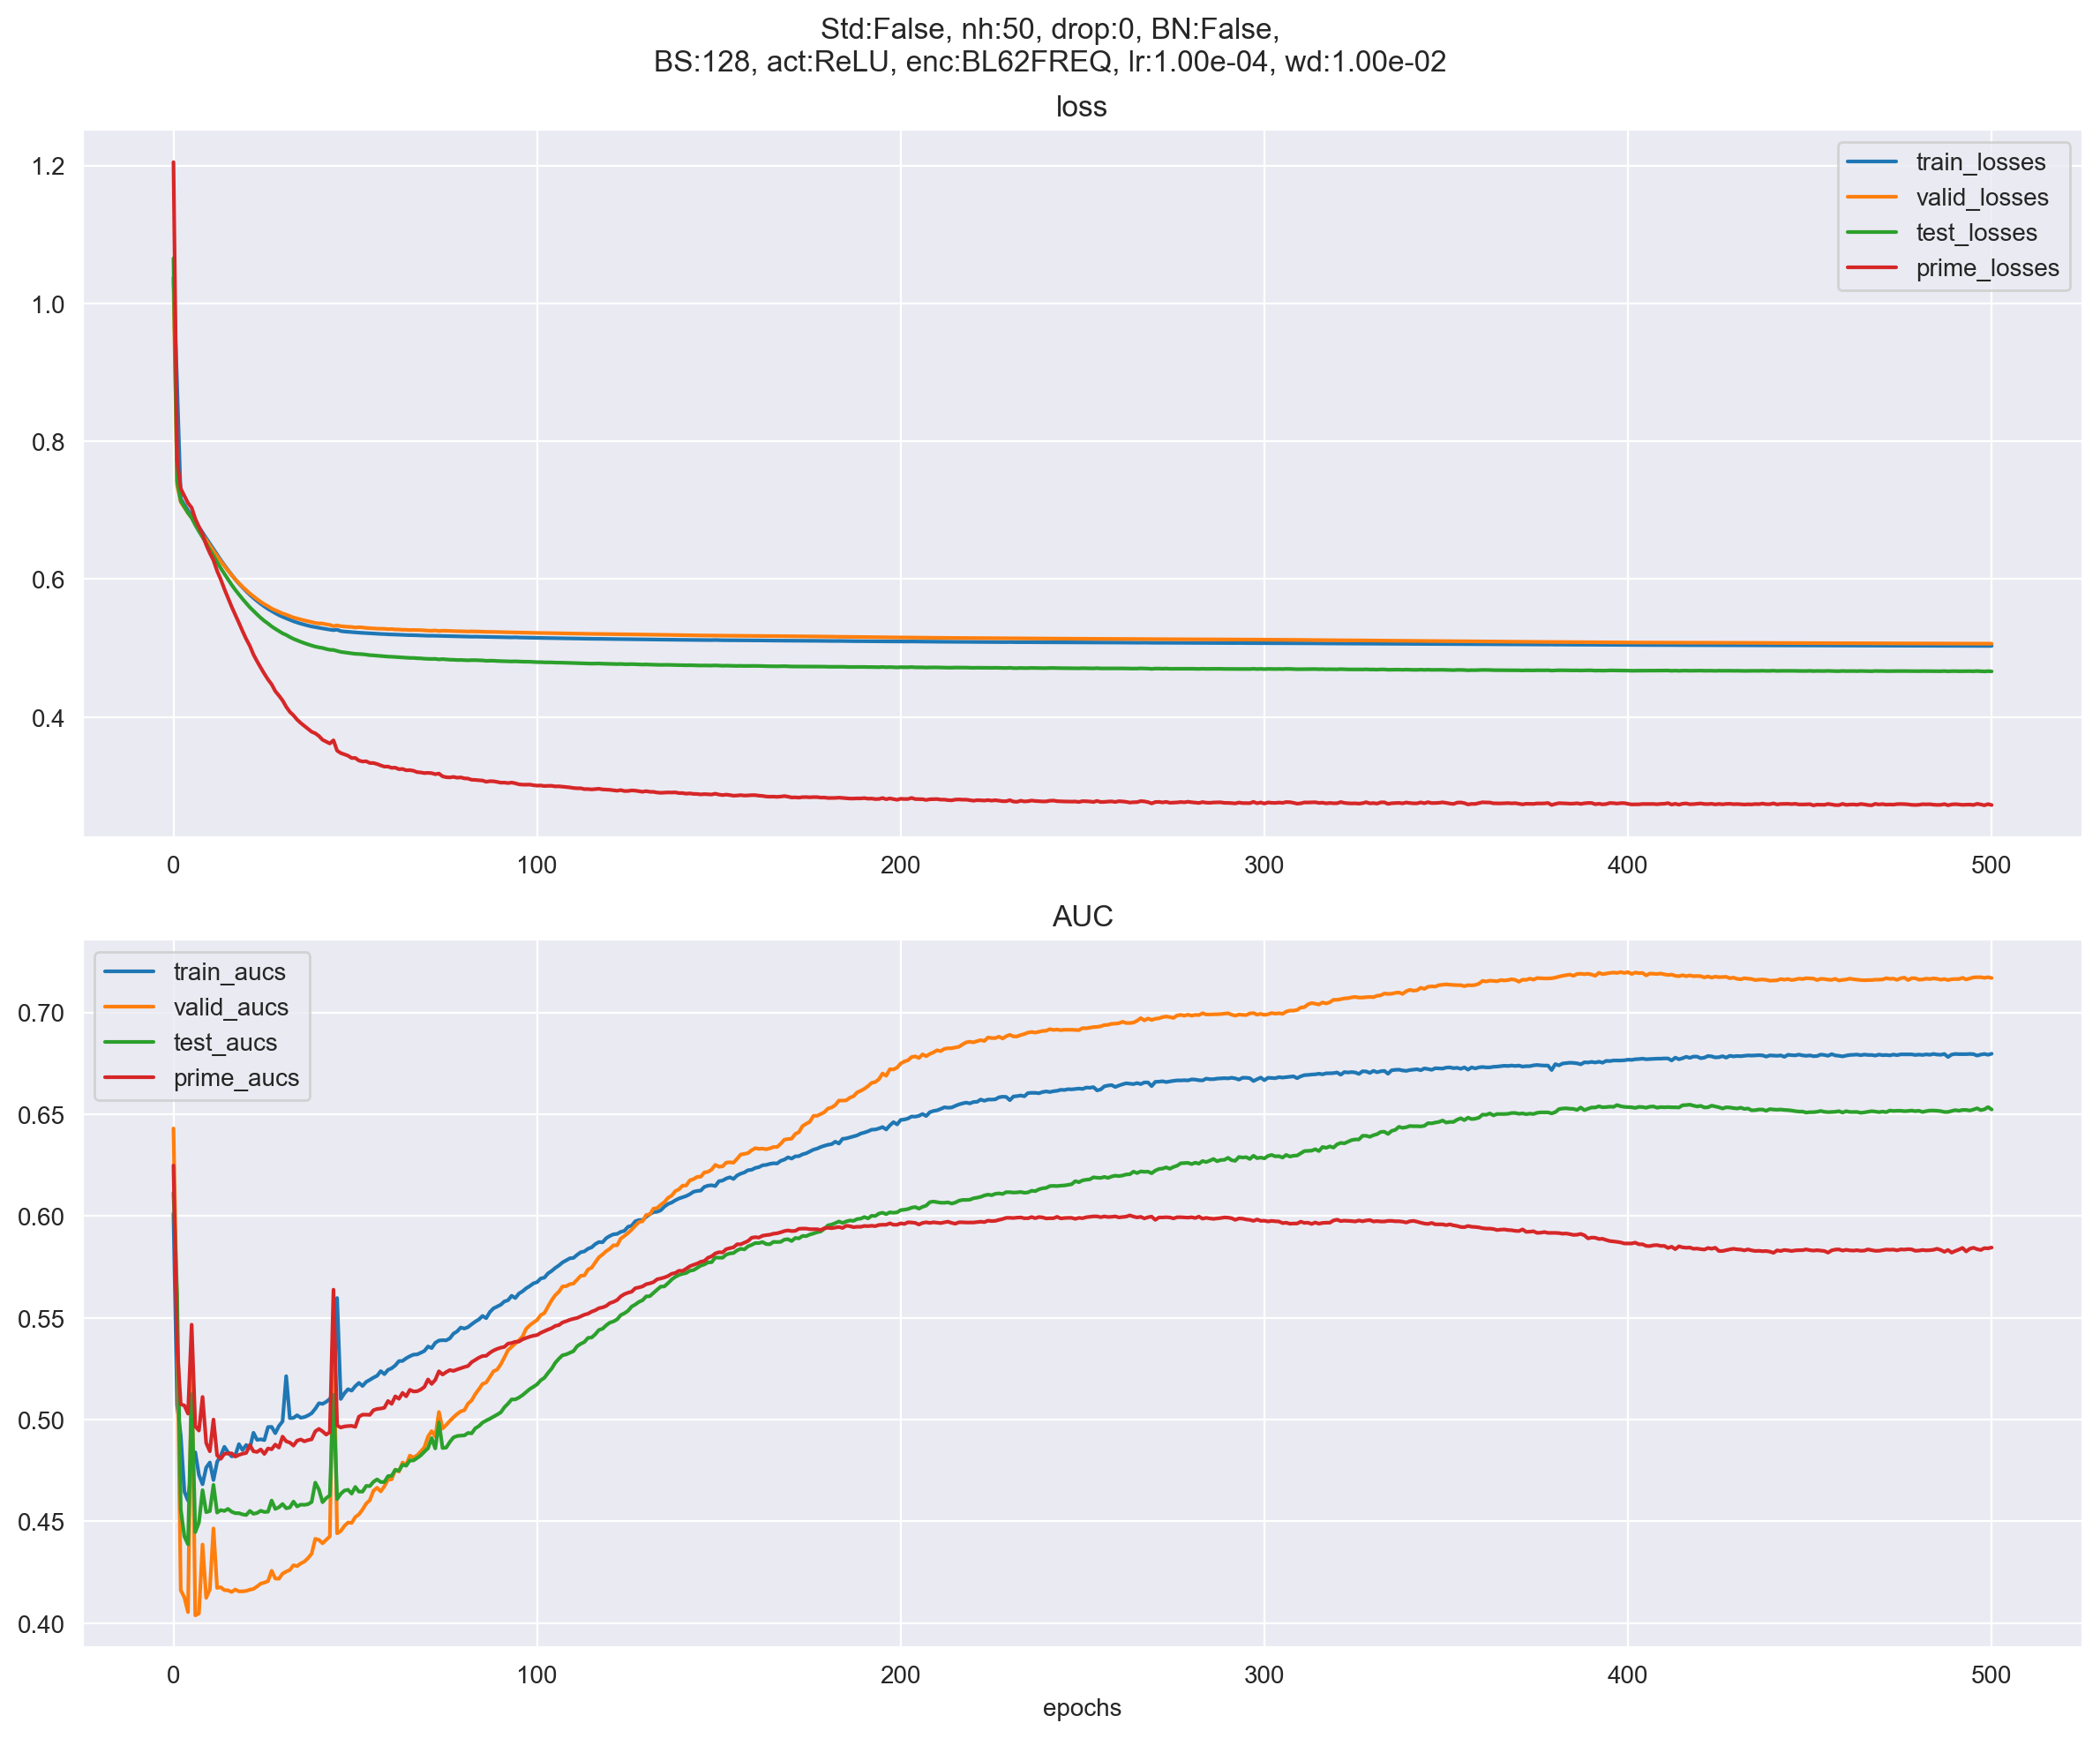 Std:False, nh:50, drop:0, BN:False,
BS:128, act:ReLU, enc:BL62FREQ, lr:1.00e-04, wd:1.00e-02
loss
1.2
1.0
0.8
0.6
0.4
train_losses
valid_losses
test_losses
prime_losses
0 100 200 300 400 500
AUC
train_aucs
valid_aucs
test_aucs
prime_aucs
0.70
0.65
0.60
0.55
0.50
0.45
0.40
0 100 200 300 400 500
epochs